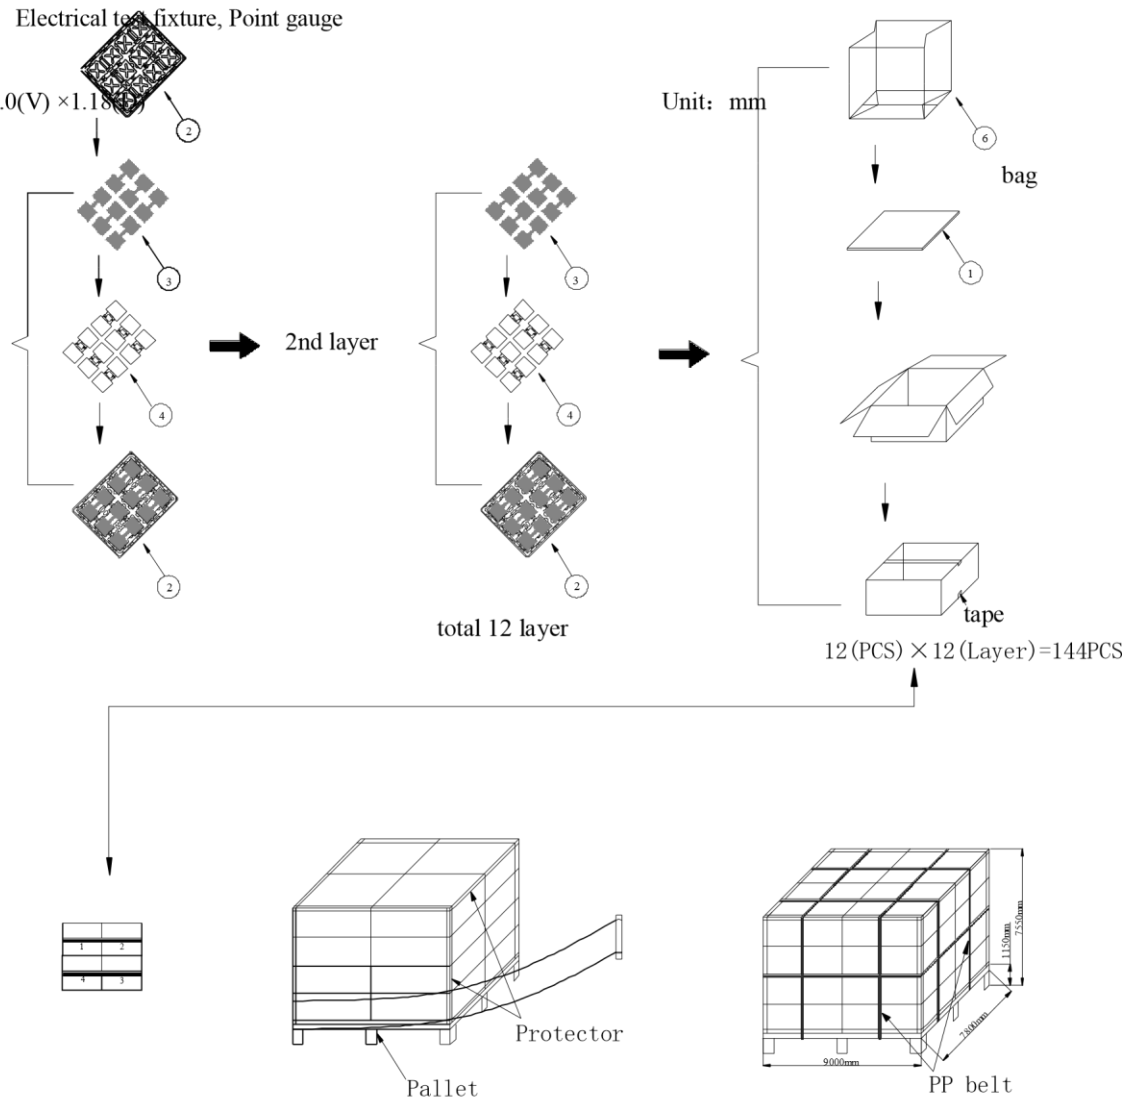 Electrical test fixture, Point gauge
.0(V) ×1.18(
Unit: mm
2
6
bag
3
3
1
2nd layer
4
4
2
2
tape
total 12 layer
12(PCS)×12(Layer)=144PCS
1 2
4 3
7550mm
1150mm
7800mm
9000mm
Protector
Pallet
PP belt